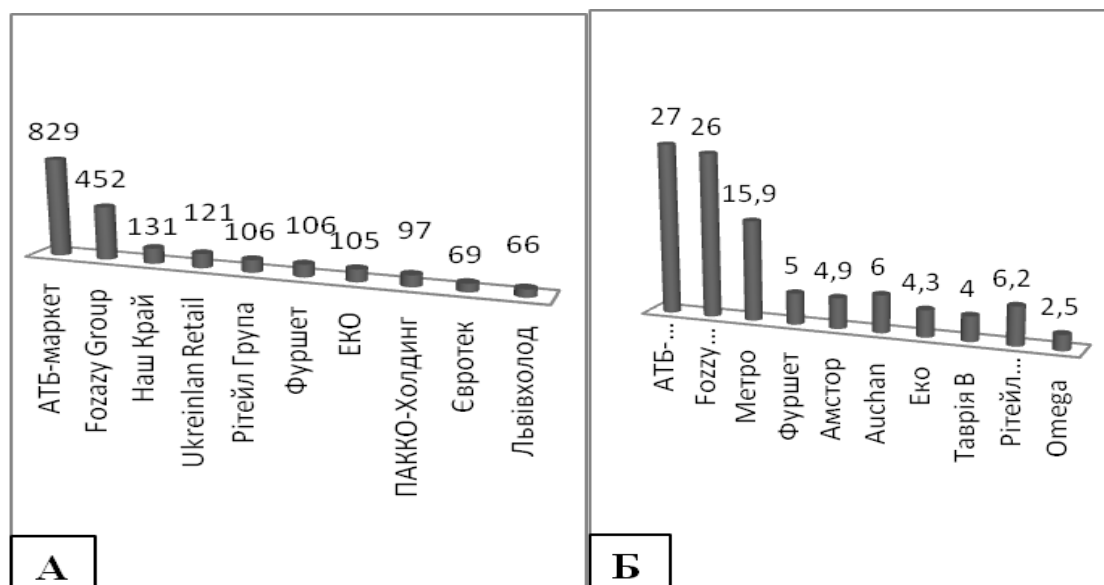 829
452
131
121
106
106
105
97
69
66
АТБ-маркет
Fozazy Group
Наш Край
Ukreinlan Retail
Рітейл Група
Фуршет
ЕКО
ПАККО-Холдинг
Євротек
Львівхолод
А
27
26
15,9
5
4,9
6
4,3
4
6,2
2,5
АТБ-...
Fozzy...
Метро
Фуршет
Амстор
Auchan
Еко
Таврія В
Рітейл...
Omega
Б